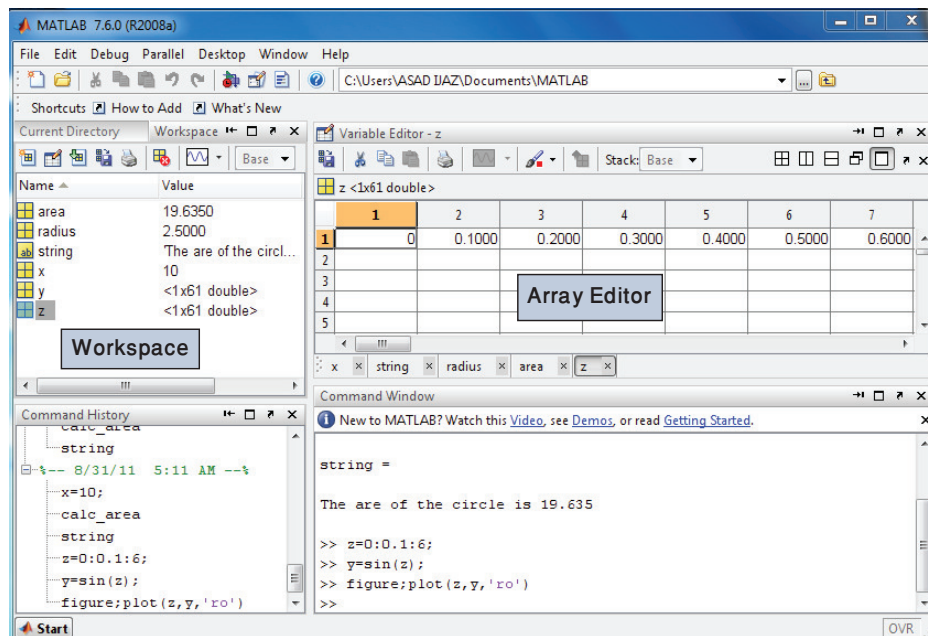 MATLAB 7.6.0 (R2008a)
File Edit Debug Parallel Desktop Window Help
C:\Users\ASAD IJAZ\Documents\MATLAB
Shortcuts How to Add What's New
Current Directory Workspace
Base
Name Value
area 19.6350
radius 2.5000
string 'The are of the circl...
x 10
y <1x61 double>
z <1x61 double>
Workspace
Variable Editor - z
Stack: Base
z <1x61 double>
1 2 3 4 5 6 7
1 0 0.1000 0.2000 0.3000 0.4000 0.5000 0.6000
2
3
4
5
Array Editor
x string radius area z
Command History
calc_area
string
%-- 8/31/11 5:11 AM --%
x=10;
calc_area
string
z=0:0.1:6;
y=sin(z);
figure;plot(z,y,'ro')
Command Window
New to MATLAB? Watch this Video, see Demos, or read Getting Started.
string =
The are of the circle is 19.635
>> z=0:0.1:6;
>> y=sin(z);
>> figure;plot(z,y,'ro')
>>
Start
OVR